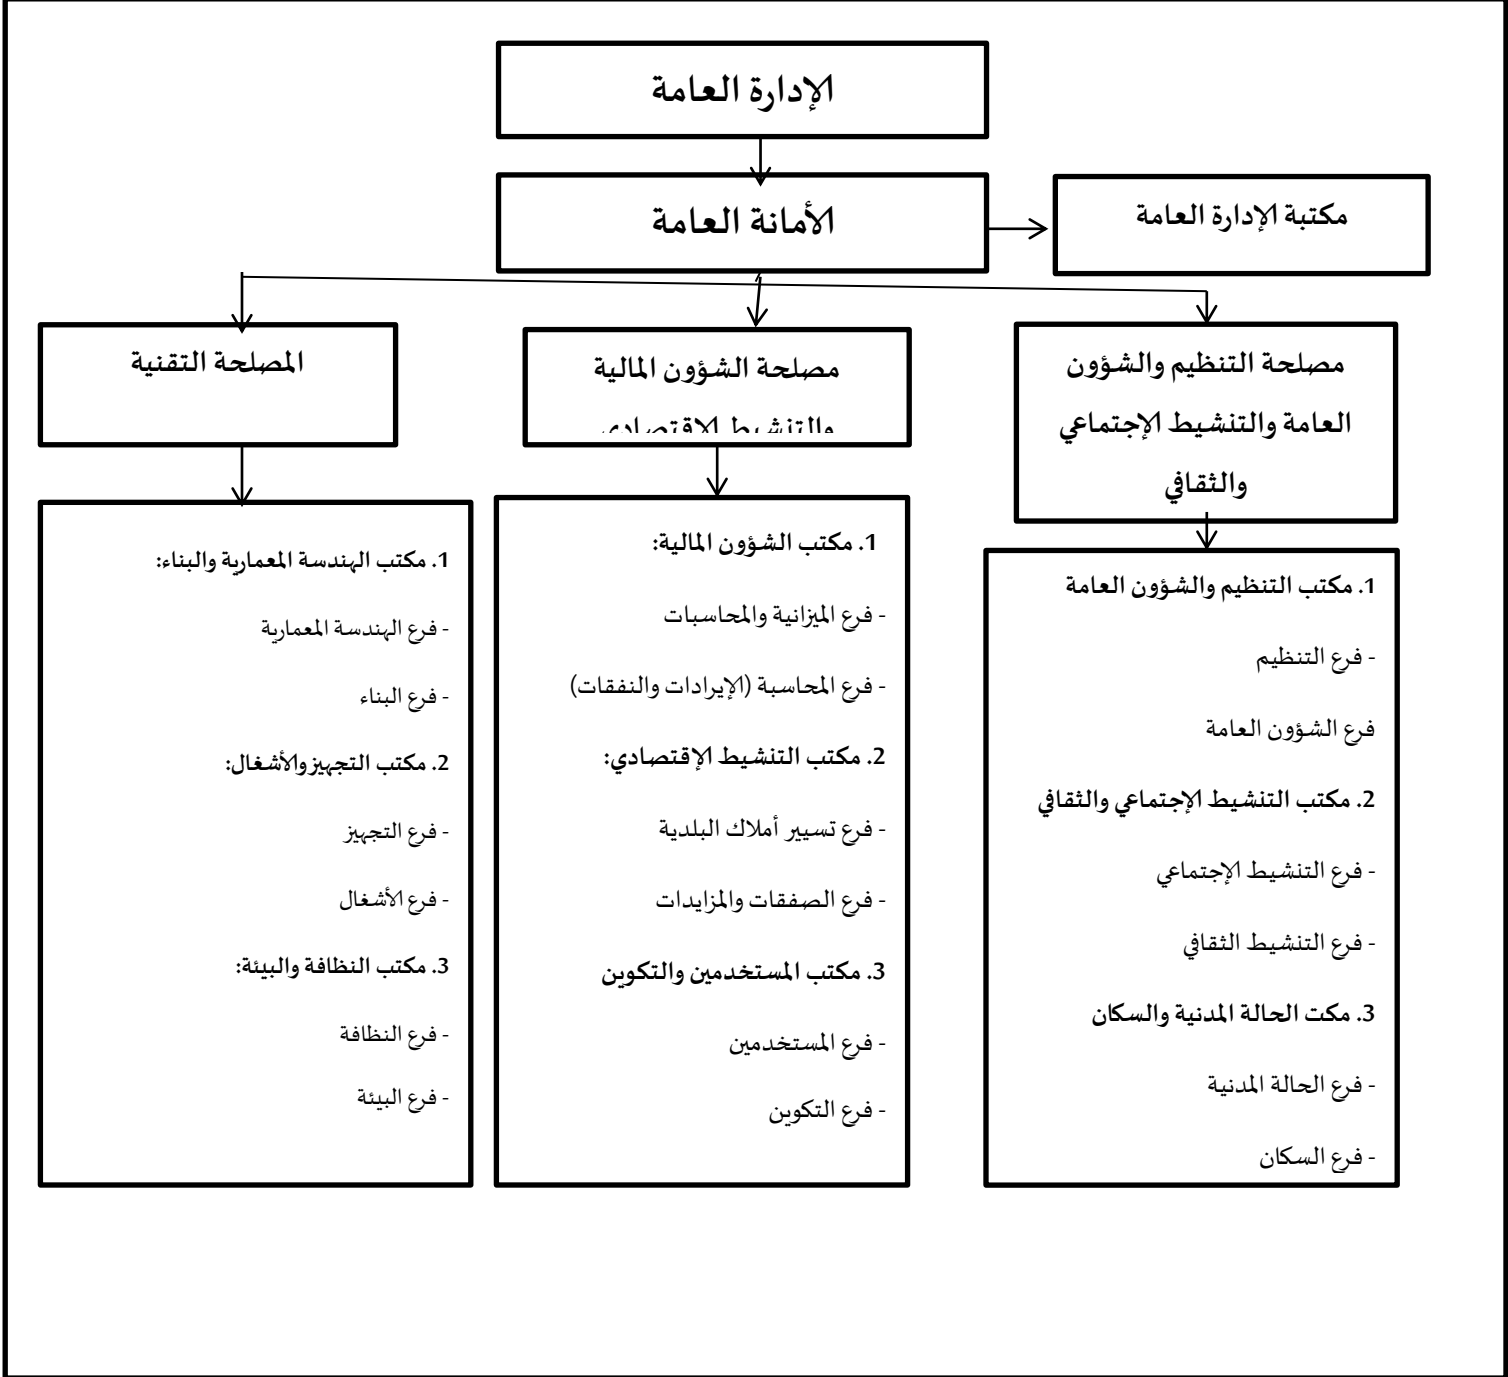 الإدارة العامة
الأمانة العامة
مكتبة الإدارة العامة
مصلحة التنظيم والشؤون
العامة والتنشيط الإجتماعي
والثقافي
مصلحة الشؤون المالية
والتنشيط الاقتصادي
المصلحة التقنية
1. مكتب التنظيم والشؤون العامة
- فرع التنظيم
فرع الشؤون العامة
2. مكتب التنشيط الإجتماعي والثقافي
- فرع التنشيط الإجتماعي
- فرع التنشيط الثقافي
3. مكت الحالة المدنية والسكان
- فرع الحالة المدنية
- فرع السكان
1. مكتب الشؤون المالية:
- فرع الميزانية والمحاسبات
- فرع المحاسبة (الإيرادات والنفقات)
2. مكتب التنشيط الإقتصادي:
- فرع تسيير أملاك البلدية
- فرع الصفقات والمزايدات
3. مكتب المستخدمين والتكوين
- فرع المستخدمين
- فرع التكوين
1. مكتب الهندسة المعمارية والبناء:
- فرع الهندسة المعمارية
- فرع البناء
2. مكتب التجهيز والأشغال:
- فرع التجهيز
- فرع الأشغال
3. مكتب النظافة والبيئة:
- فرع النظافة
- فرع البيئة